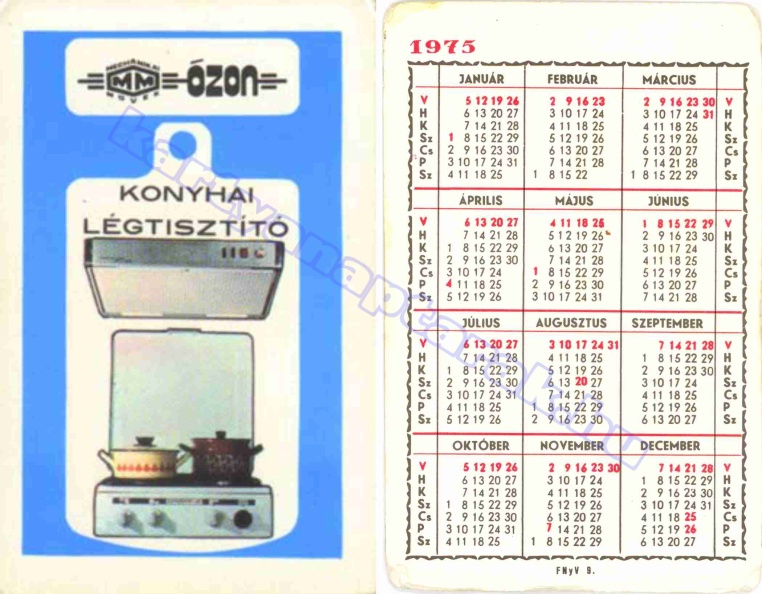 MECHANIKAI
MM
MŰVEK
ÓZON
KONYHAI
LÉGTISZTÍTÓ
kartyanaptarak.hu
1975
JANUÁR FEBRUÁR MÁRCIUS
V 5 12 19 26 2 9 16 23 2 9 16 23 30 V
H 6 13 20 27 3 10 17 24 3 10 17 24 31 H
K 7 14 21 28 4 11 18 25 4 11 18 25 K
Sz 1 8 15 22 29 5 12 19 26 5 12 19 26 Sz
Cs 2 9 16 23 30 6 13 20 27 6 13 20 27 Cs
P 3 10 17 24 31 7 14 21 28 7 14 21 28 P
Sz 4 11 18 25 1 8 15 22 1 8 15 22 29 Sz
ÁPRILIS MÁJUS JÚNIUS
V 6 13 20 27 4 11 18 25 1 8 15 22 29 V
H 7 14 21 28 5 12 19 26 2 9 16 23 30 H
K 1 8 15 22 29 6 13 20 27 3 10 17 24 K
Sz 2 9 16 23 30 7 14 21 28 4 11 18 25 Sz
Cs 3 10 17 24 1 8 15 22 29 5 12 19 26 Cs
P 4 11 18 25 2 9 16 23 30 6 13 20 27 P
Sz 5 12 19 26 3 10 17 24 31 7 14 21 28 Sz
JÚLIUS AUGUSZTUS SZEPTEMBER
V 6 13 20 27 3 10 17 24 31 7 14 21 28 V
H 7 14 21 28 4 11 18 25 1 8 15 22 29 H
K 1 8 15 22 29 5 12 19 26 2 9 16 23 30 K
Sz 2 9 16 23 30 6 13 20 27 3 10 17 24 Sz
Cs 3 10 17 24 31 7 14 21 28 4 11 18 25 Cs
P 4 11 18 25 1 8 15 22 29 5 12 19 26 P
Sz 5 12 19 26 2 9 16 23 30 6 13 20 27 Sz
OKTÓBER NOVEMBER DECEMBER
V 5 12 19 26 2 9 16 23 30 7 14 21 28 V
H 6 13 20 27 3 10 17 24 1 8 15 22 29 H
K 7 14 21 28 4 11 18 25 2 9 16 23 30 K
Sz 1 8 15 22 29 5 12 19 26 3 10 17 24 31 Sz
Cs 2 9 16 23 30 6 13 20 27 4 11 18 25 Cs
P 3 10 17 24 31 7 14 21 28 5 12 19 26 P
Sz 4 11 18 25 1 8 15 22 29 6 13 20 27 Sz
FNyV 9.